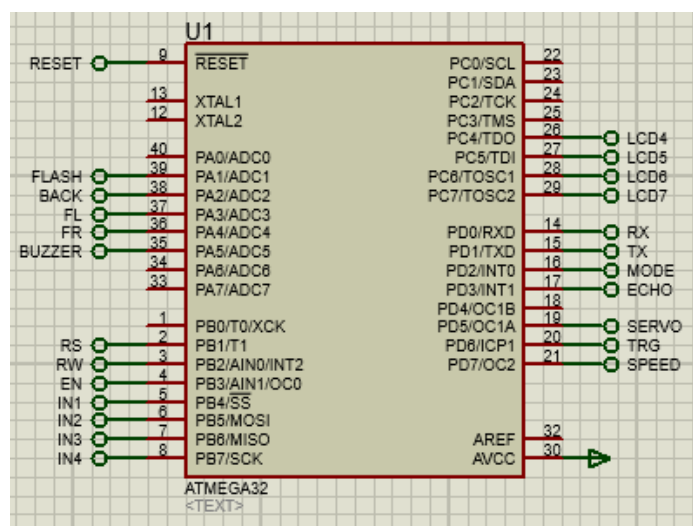 U1
RESET 9 RESET PC0/SCL 22
PC1/SDA 23
13 XTAL1 PC2/TCK 24
12 XTAL2 PC3/TMS 25
PC4/TDO 26 LCD4
40 PA0/ADC0 PC5/TDI 27 LCD5
FLASH 39 PA1/ADC1 PC6/TOSC1 28 LCD6
BACK 38 PA2/ADC2 PC7/TOSC2 29 LCD7
FL 37 PA3/ADC3
FR 36 PA4/ADC4 PD0/RXD 14 RX
BUZZER 35 PA5/ADC5 PD1/TXD 15 TX
34 PA6/ADC6 PD2/INT0 16 MODE
33 PA7/ADC7 PD3/INT1 17 ECHO
PD4/OC1B 18
1 PB0/T0/XCK PD5/OC1A 19 SERVO
RS 2 PB1/T1 PD6/ICP1 20 TRG
RW 3 PB2/AIN0/INT2 PD7/OC2 21 SPEED
EN 4 PB3/AIN1/OC0
IN1 5 PB4/SS
IN2 6 PB5/MOSI
IN3 7 PB6/MISO AREF 32
IN4 8 PB7/SCK AVCC 30
ATMEGA32
<TEXT>